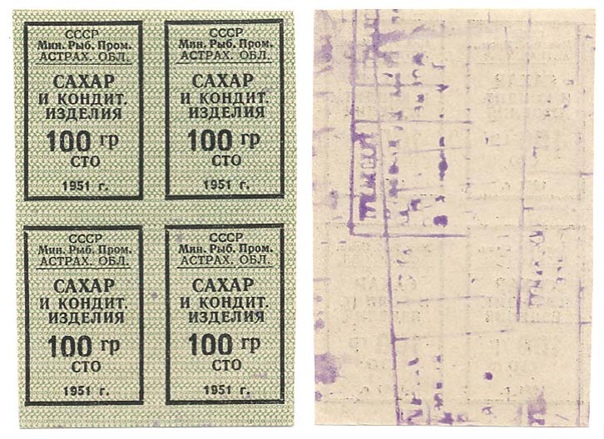 СССР
Мин. Рыб. Пром.
АСТРАХ. ОБЛ.
САХАР
И КОНДИТ.
ИЗДЕЛИЯ
100 гр
СТО
1951 г.
СССР
Мин. Рыб. Пром.
АСТРАХ. ОБЛ.
САХАР
И КОНДИТ.
ИЗДЕЛИЯ
100 гр
СТО
1951 г.
СССР
Мин. Рыб. Пром.
АСТРАХ. ОБЛ.
САХАР
И КОНДИТ.
ИЗДЕЛИЯ
100 гр
СТО
1951 г.
СССР
Мин. Рыб. Пром.
АСТРАХ. ОБЛ.
САХАР
И КОНДИТ.
ИЗДЕЛИЯ
100 гр
СТО
1951 г.